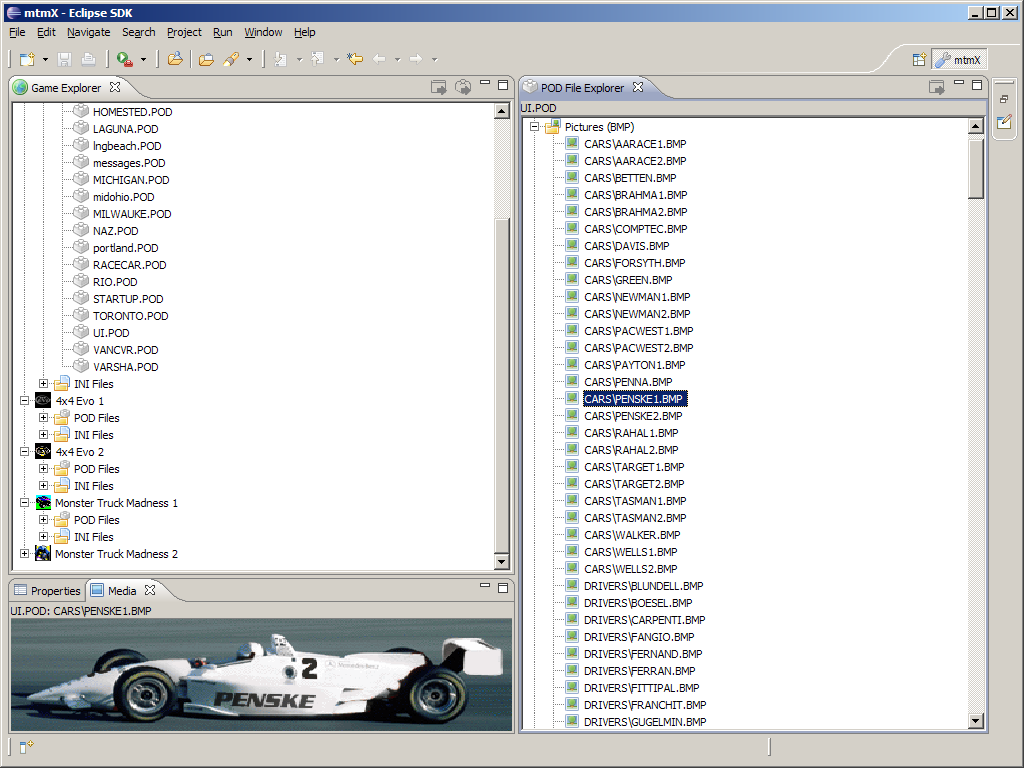 mtmX - Eclipse SDK
File Edit Navigate Search Project Run Window Help
mtmX
Game Explorer
HOMESTED.POD
LAGUNA.POD
lngbeach.POD
messages.POD
MICHIGAN.POD
midohio.POD
MILWAUKE.POD
NAZ.POD
portland.POD
RACECAR.POD
RIO.POD
STARTUP.POD
TORONTO.POD
UI.POD
VANCVR.POD
VARSHA.POD
INI Files
4x4 Evo 1
POD Files
INI Files
4x4 Evo 2
POD Files
INI Files
Monster Truck Madness 1
POD Files
INI Files
Monster Truck Madness 2
Properties Media
UI.POD: CARS\PENSKE1.BMP
2
Mercedes-Benz
PENSKE
POD File Explorer
UI.POD
Pictures (BMP)
CARS\AARACE1.BMP
CARS\AARACE2.BMP
CARS\BETTEN.BMP
CARS\BRAHMA1.BMP
CARS\BRAHMA2.BMP
CARS\COMPTEC.BMP
CARS\DAVIS.BMP
CARS\FORSYTH.BMP
CARS\GREEN.BMP
CARS\NEWMAN1.BMP
CARS\NEWMAN2.BMP
CARS\PACWEST1.BMP
CARS\PACWEST2.BMP
CARS\PAYTON1.BMP
CARS\PENNA.BMP
CARS\PENSKE1.BMP
CARS\PENSKE2.BMP
CARS\RAHAL1.BMP
CARS\RAHAL2.BMP
CARS\TARGET1.BMP
CARS\TARGET2.BMP
CARS\TASMAN1.BMP
CARS\TASMAN2.BMP
CARS\WALKER.BMP
CARS\WELLS1.BMP
CARS\WELLS2.BMP
DRIVERS\BLUNDELL.BMP
DRIVERS\BOESEL.BMP
DRIVERS\CARPENTI.BMP
DRIVERS\FANGIO.BMP
DRIVERS\FERNAND.BMP
DRIVERS\FERRAN.BMP
DRIVERS\FITTIPAL.BMP
DRIVERS\FRANCHIT.BMP
DRIVERS\GUGELMIN.BMP